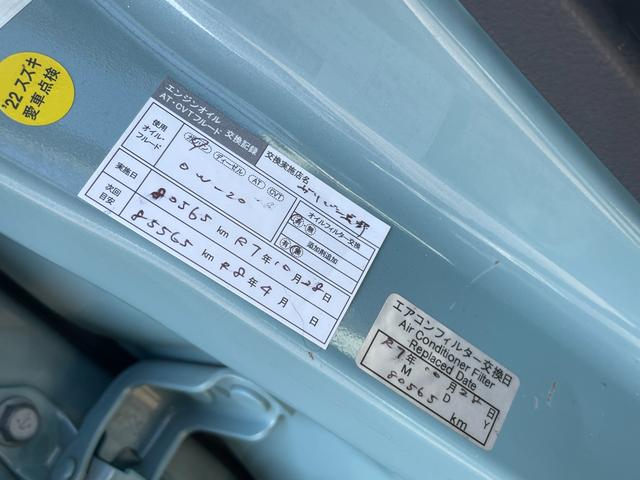 '22 スズキ
愛車点検
エンジンオイル
AT・CVTフルード 交換記録
交換実施店名
使用
オイル・
フルード
ガソリン ディーゼル AT CVT
0W-20
オイルフィルター交換
有・無
添加剤追加
有・無
実施日
80565 km R7年10月28日
次回
目安
85565 km R8年4月 日
エアコンフィルター交換日
Air Conditioner Filter
Replaced Date
R7年10月 日
M D Y
80565 km